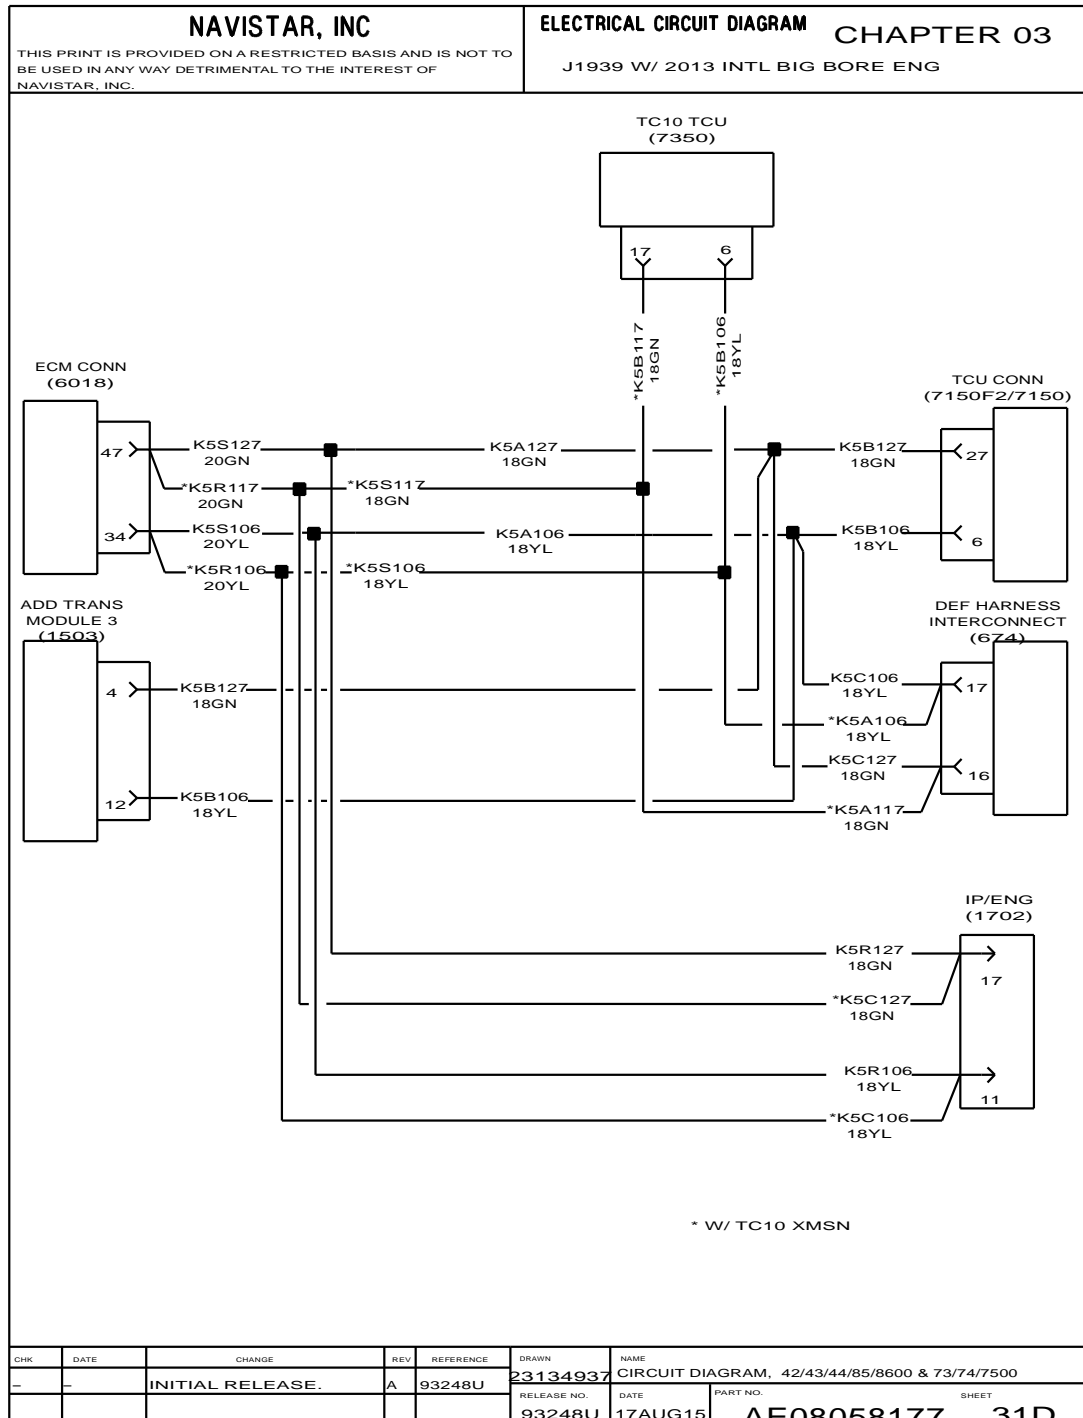 NAVISTAR, INC
THIS PRINT IS PROVIDED ON A RESTRICTED BASIS AND IS NOT TO
BE USED IN ANY WAY DETRIMENTAL TO THE INTEREST OF
NAVISTAR, INC.
ELECTRICAL CIRCUIT DIAGRAM
CHAPTER 03
J1939 W/ 2013 INTL BIG BORE ENG
TC10 TCU
(7350)
17
6
*K5B117
18GN
*K5B106
18YL
ECM CONN
(6018)
47
34
K5S127
20GN
*K5R117
20GN
K5S106
20YL
*K5R106
20YL
K5A127
18GN
*K5S117
18GN
K5A106
18YL
*K5S106
18YL
TCU CONN
(7150F2/7150)
K5B127
18GN
27
K5B106
18YL
6
ADD TRANS
MODULE 3
(1503)
4
K5B127
18GN
12
K5B106
18YL
DEF HARNESS
INTERCONNECT
(674)
K5C106
18YL
17
*K5A106
18YL
K5C127
18GN
16
*K5A117
18GN
IP/ENG
(1702)
K5R127
18GN
17
*K5C127
18GN
K5R106
18YL
11
*K5C106
18YL
* W/ TC10 XMSN
CHK
DATE
CHANGE
REV
REFERENCE
–
–
INITIAL RELEASE.
A
93248U
DRAWN
23134937
NAME
CIRCUIT DIAGRAM, 42/43/44/85/8600 & 73/74/7500
RELEASE NO.
93248U
DATE
17AUG15
PART NO.
AE08058177
SHEET
31D